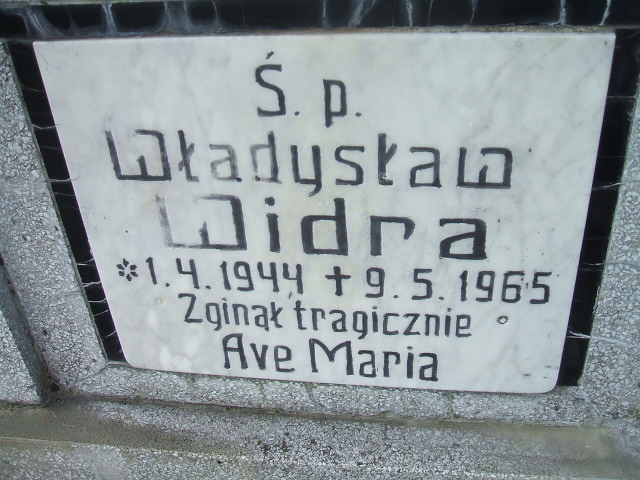 Ś. p.
Władysław
Widra
* 1. 4. 1944 + 9. 5. 1965
Zginął tragicznie
Ave Maria